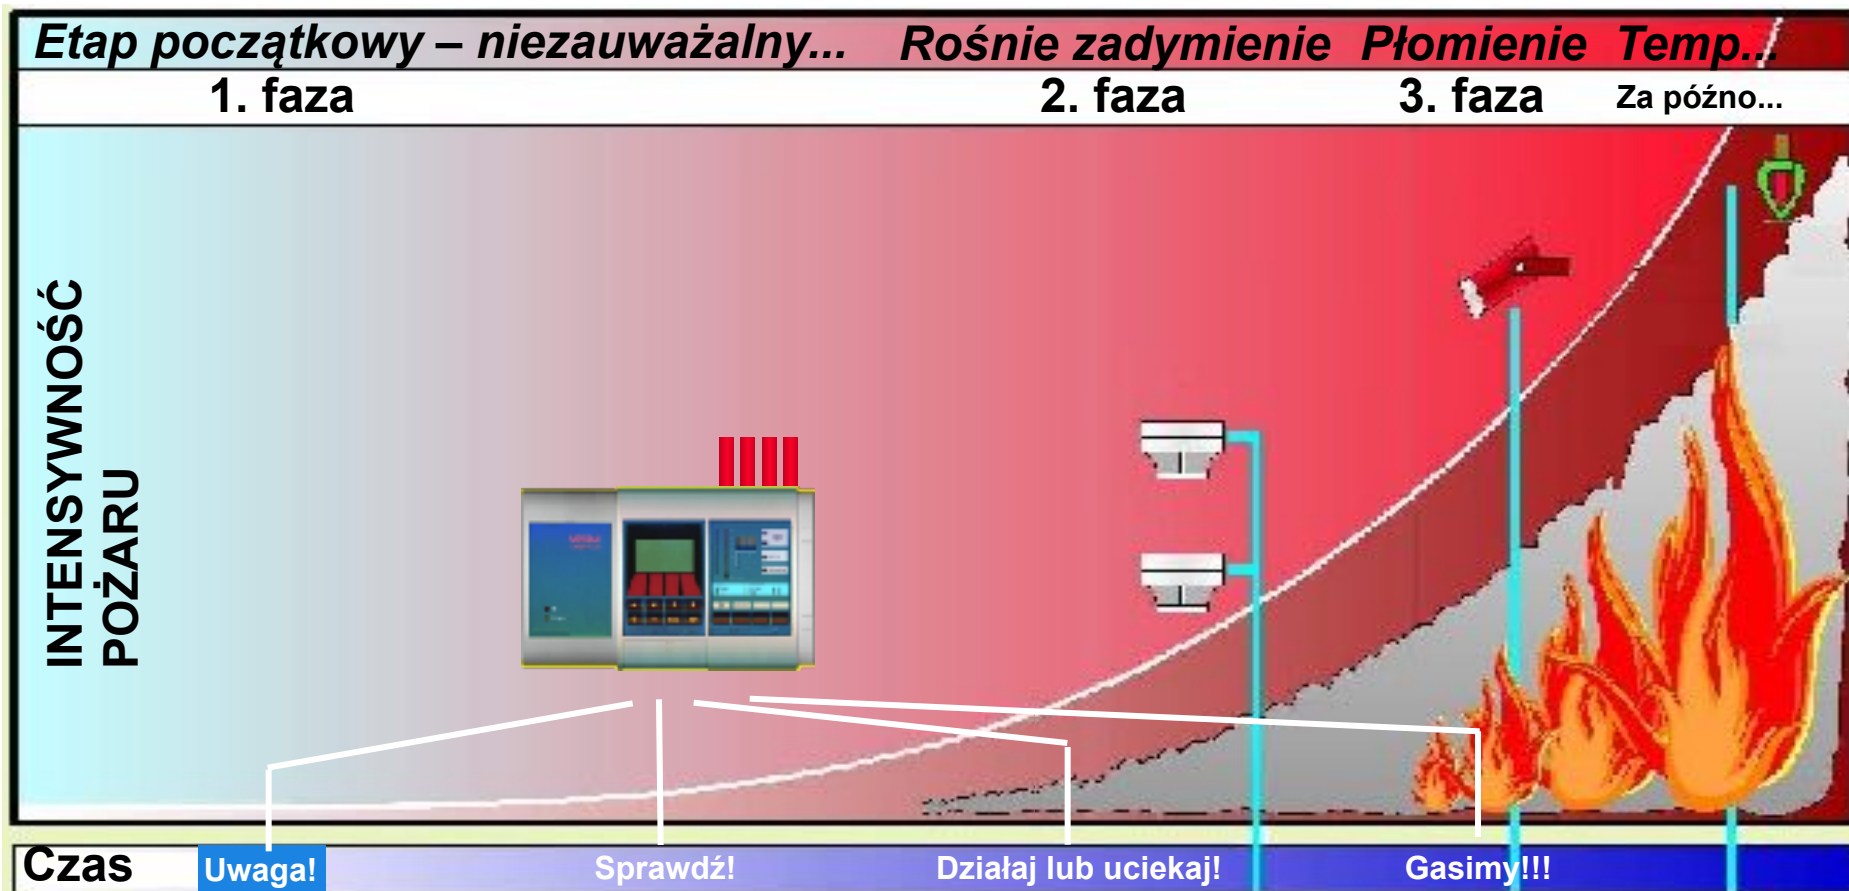 Etap początkowy – niezauważalny... Rośnie zadymienie Płomienie Temp...
1. faza 2. faza 3. faza Za późno...
INTENSYWNOŚĆ
POŻARU
Czas Uwaga! Sprawdź! Działaj lub uciekaj! Gasimy!!!